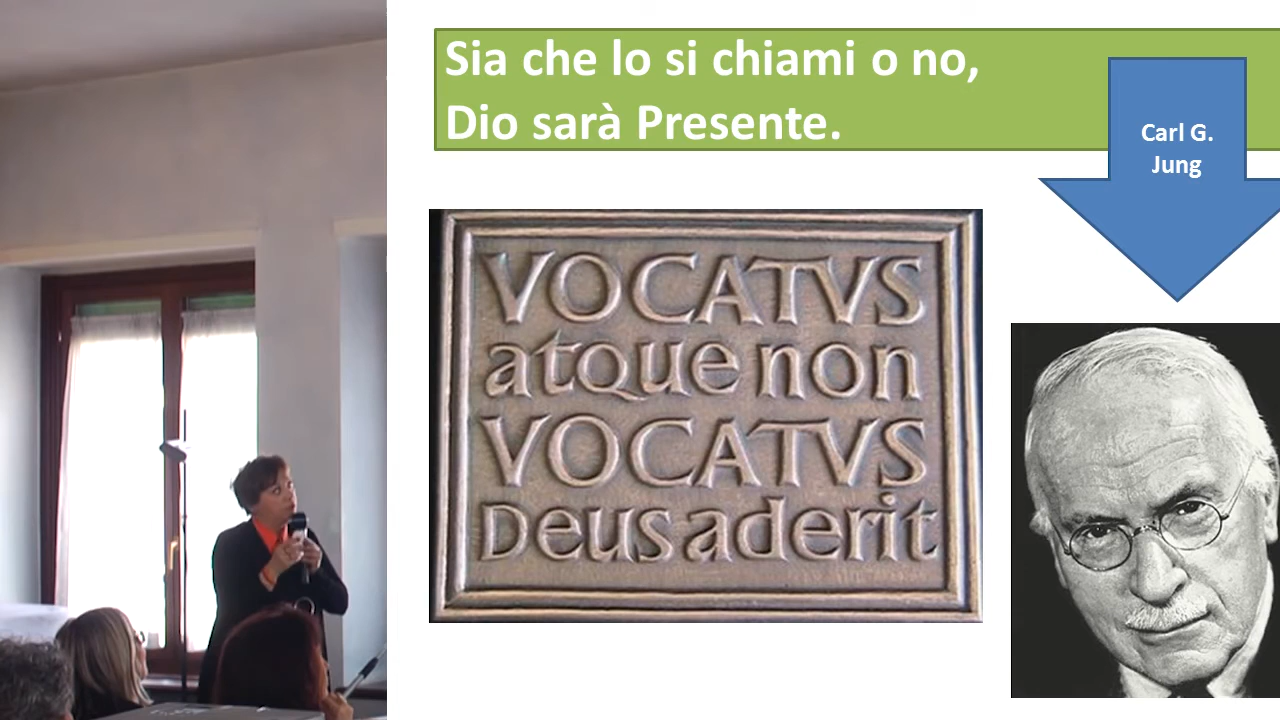 Sia che lo si chiami o no,
Dio sarà Presente.
Carl G.
Jung
VOCATVS
atque non
VOCATVS
Deus aderit